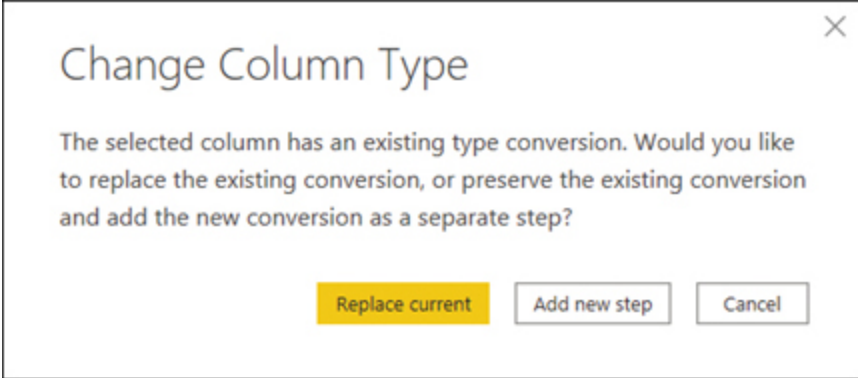 Change Column Type
The selected column has an existing type conversion. Would you like
to replace the existing conversion, or preserve the existing conversion
and add the new conversion as a separate step?
Replace current Add new step Cancel